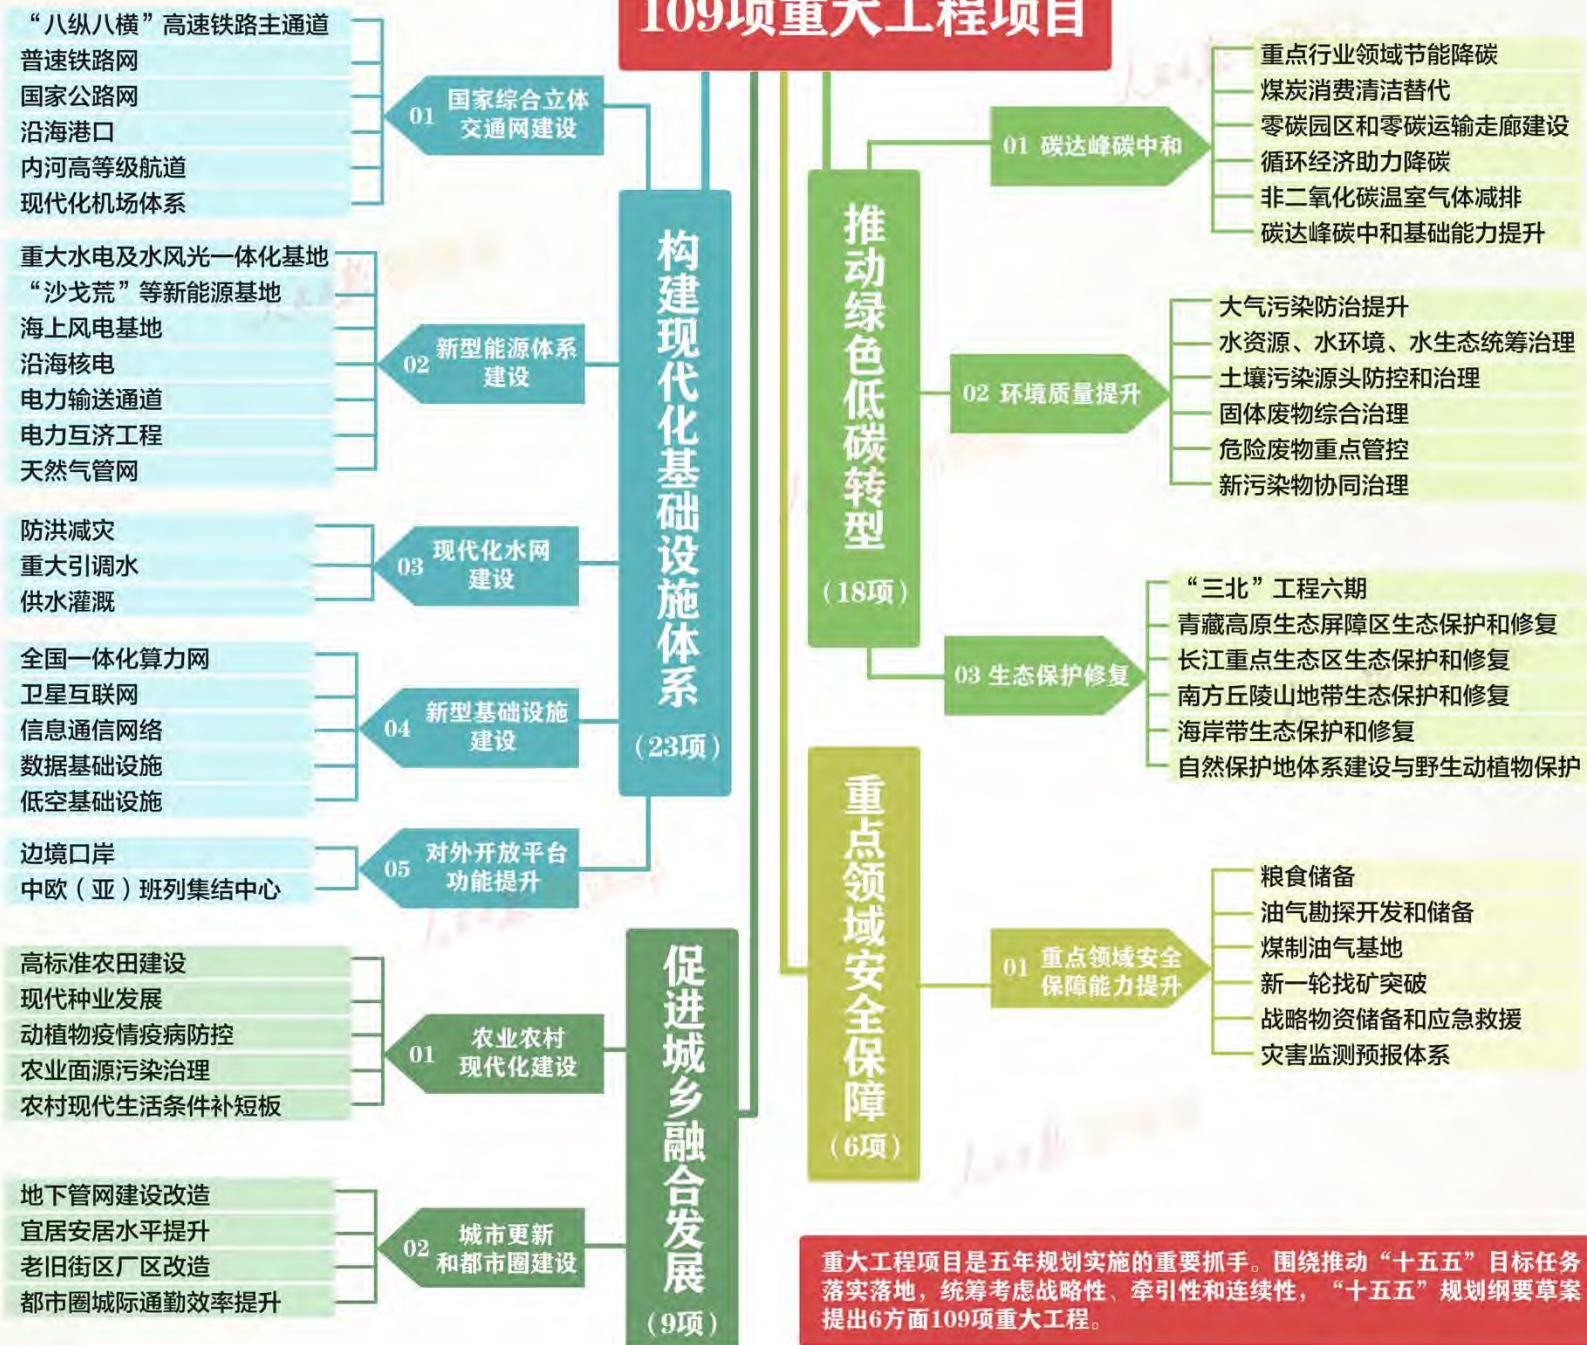 109项重大工程项目
“八纵八横”高速铁路主通道
普速铁路网
国家公路网
沿海港口
内河高等级航道
现代化机场体系
01
国家综合立体
交通网建设
重大水电及水风光一体化基地
“沙戈荒”等新能源基地
海上风电基地
沿海核电
电力输送通道
电力互济工程
天然气管网
02
新型能源体系
建设
防洪减灾
重大引调水
供水灌溉
03
现代化水网
建设
全国一体化算力网
卫星互联网
信息通信网络
数据基础设施
低空基础设施
04
新型基础设施
建设
边境口岸
中欧（亚）班列集结中心
05
对外开放平台
功能提升
构建现代化基础设施体系
（23项）
高标准农田建设
现代种业发展
动植物疫情疫病防控
农业面源污染治理
农村现代生活条件补短板
01
农业农村
现代化建设
地下管网建设改造
宜居安居水平提升
老旧街区厂区改造
都市圈城际通勤效率提升
02
城市更新
和都市圈建设
促进城乡融合发展
（9项）
推动绿色低碳转型
（18项）
01 碳达峰碳中和
重点行业领域节能降碳
煤炭消费清洁替代
零碳园区和零碳运输走廊建设
循环经济助力降碳
非二氧化碳温室气体减排
碳达峰碳中和基础能力提升
02 环境质量提升
大气污染防治提升
水资源、水环境、水生态统筹治理
土壤污染源头防控和治理
固体废物综合治理
危险废物重点管控
新污染物协同治理
03 生态保护修复
“三北”工程六期
青藏高原生态屏障区生态保护和修复
长江重点生态区生态保护和修复
南方丘陵山地带生态保护和修复
海岸带生态保护和修复
自然保护地体系建设与野生动植物保护
重点领域安全保障
（6项）
01
重点领域安全
保障能力提升
粮食储备
油气勘探开发和储备
煤制油气基地
新一轮找矿突破
战略物资储备和应急救援
灾害监测预报体系
重大工程项目是五年规划实施的重要抓手。围绕推动“十五五”目标任务
落实落地，统筹考虑战略性、牵引性和连续性，“十五五”规划纲要草案
提出6方面109项重大工程。